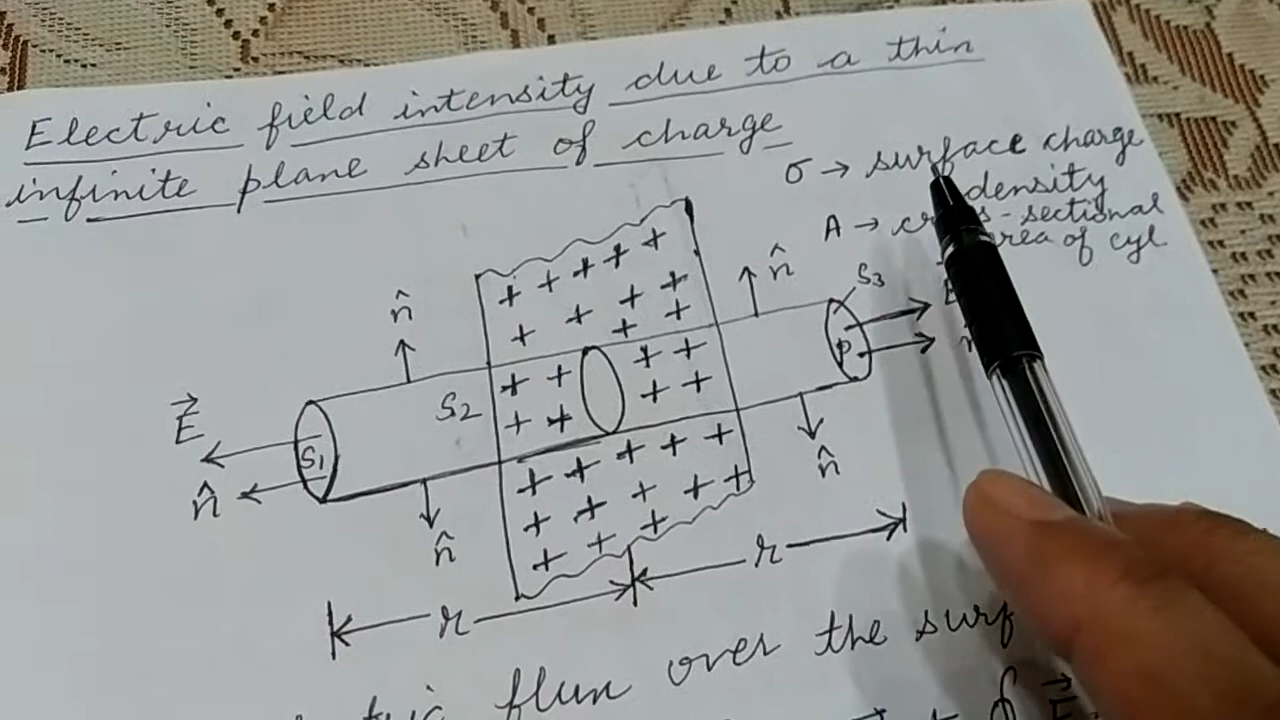 Electric field intensity due to a thin
infinite plane sheet of charge
σ → surface charge
density
A → sectional
of cyl
n̂
n̂
S3
E⃗
S2
P
S1
n̂
n̂
n̂
r
r
flux over the
E⃗